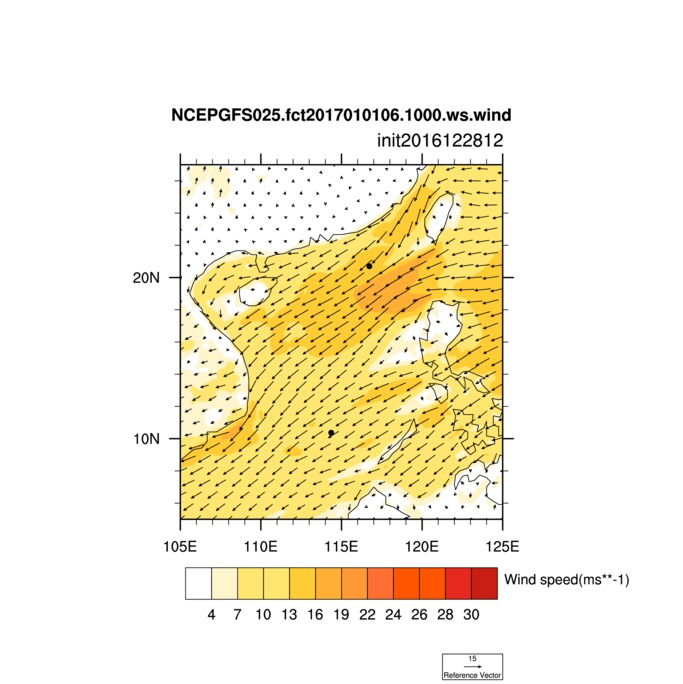 NCEPGFS025.fct2017010106.1000.ws.wind
init2016122812
20N
10N
105E 110E 115E 120E 125E
Wind speed(ms**-1)
4 7 10 13 16 19 22 24 26 28 30
15
Reference Vector